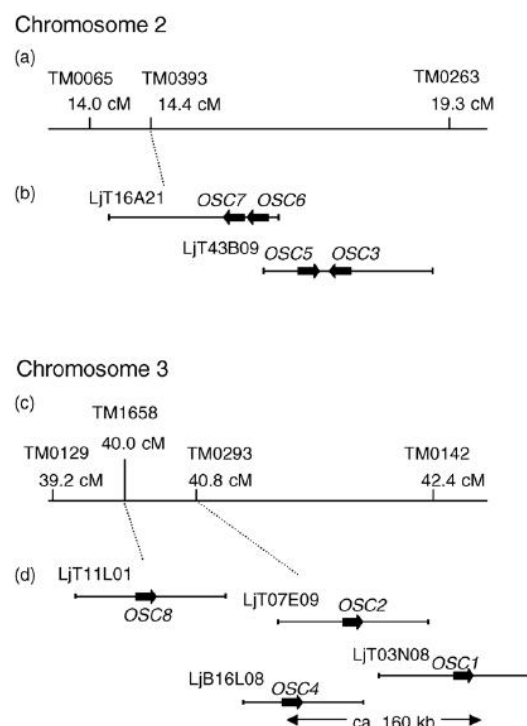 Chromosome 2
(a)
TM0065 TM0393 TM0263
14.0 cM 14.4 cM 19.3 cM
(b)
LjT16A21 OSC7 OSC6
LjT43B09 OSC5 OSC3
Chromosome 3
(c)
TM1658
40.0 cM
TM0129 TM0293 TM0142
39.2 cM 40.8 cM 42.4 cM
(d)
LjT11L01
OSC8
LjT07E09 OSC2
LjT03N08 OSC1
LjB16L08 OSC4
ca. 160 kb